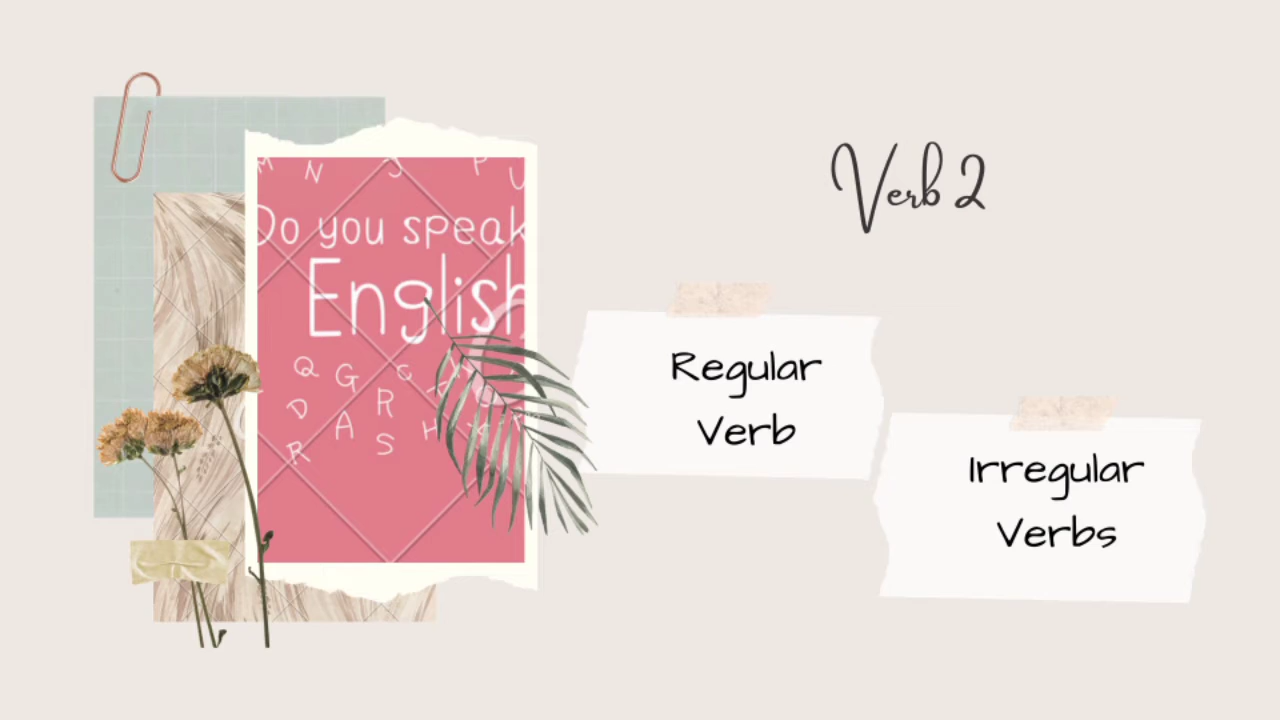 M N J P U
Do you speak
English
Q G C
D R
A H
R S
Verb 2
Regular
Verb
Irregular
Verbs